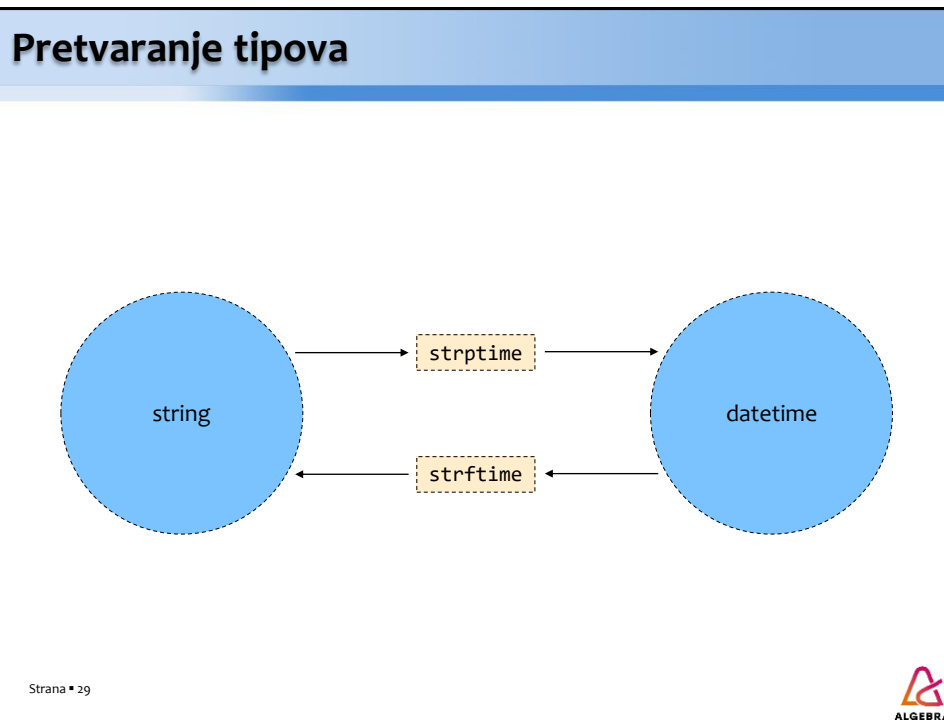 Pretvaranje tipova
strptime
string
datetime
strftime
Strana ▪ 29
ALGEBRA